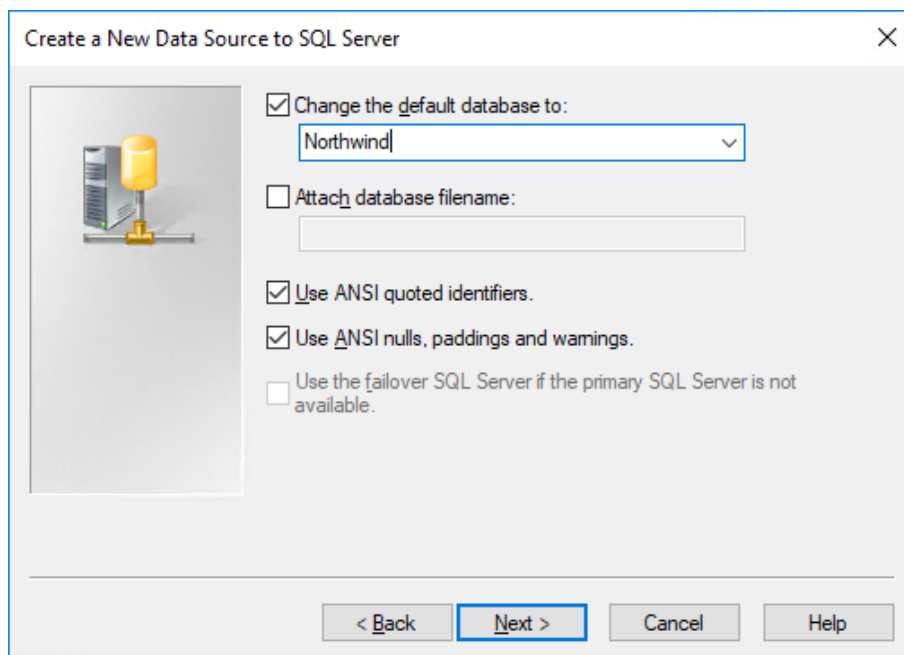 Create a New Data Source to SQL Server
Change the default database to:
Northwind
Attach database filename:
Use ANSI quoted identifiers.
Use ANSI nulls, paddings and warnings.
Use the failover SQL Server if the primary SQL Server is not
available.
< Back
Next >
Cancel
Help